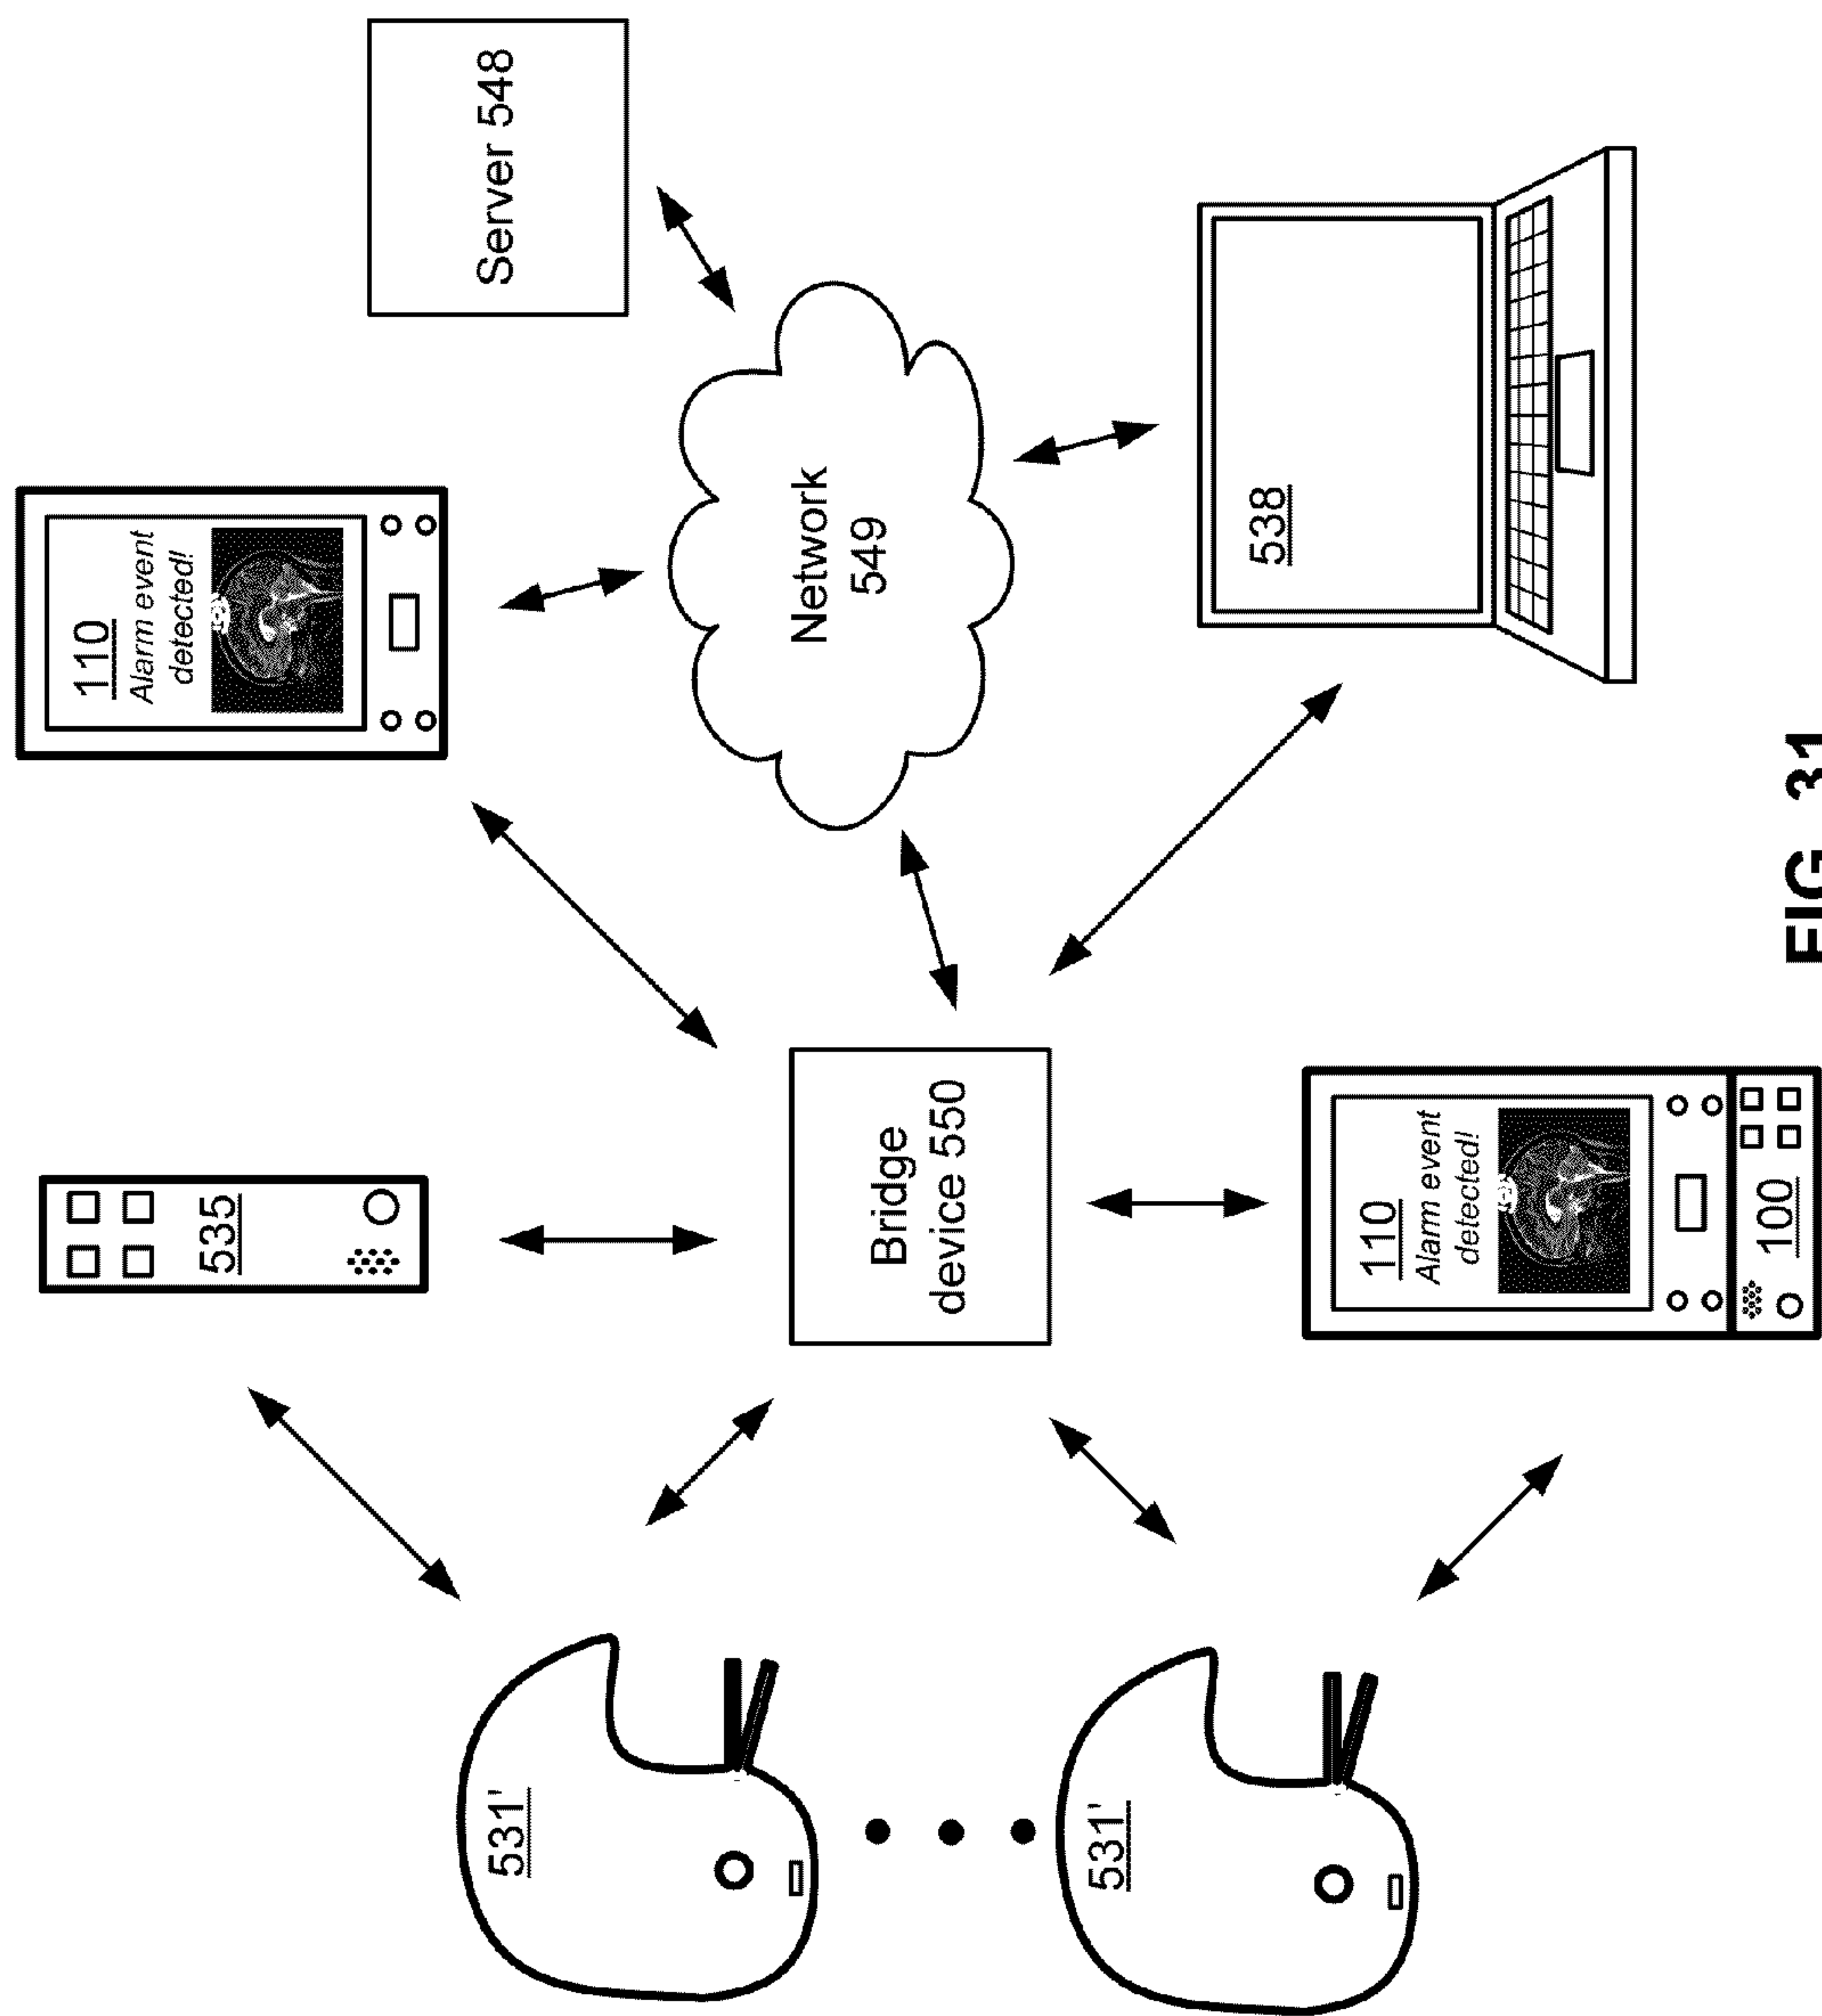 531'
531'
535
Bridge
device 550
110
Alarm event
detected!
100
110
Alarm event
detected!
Network
549
538
Server 548
FIG. 31